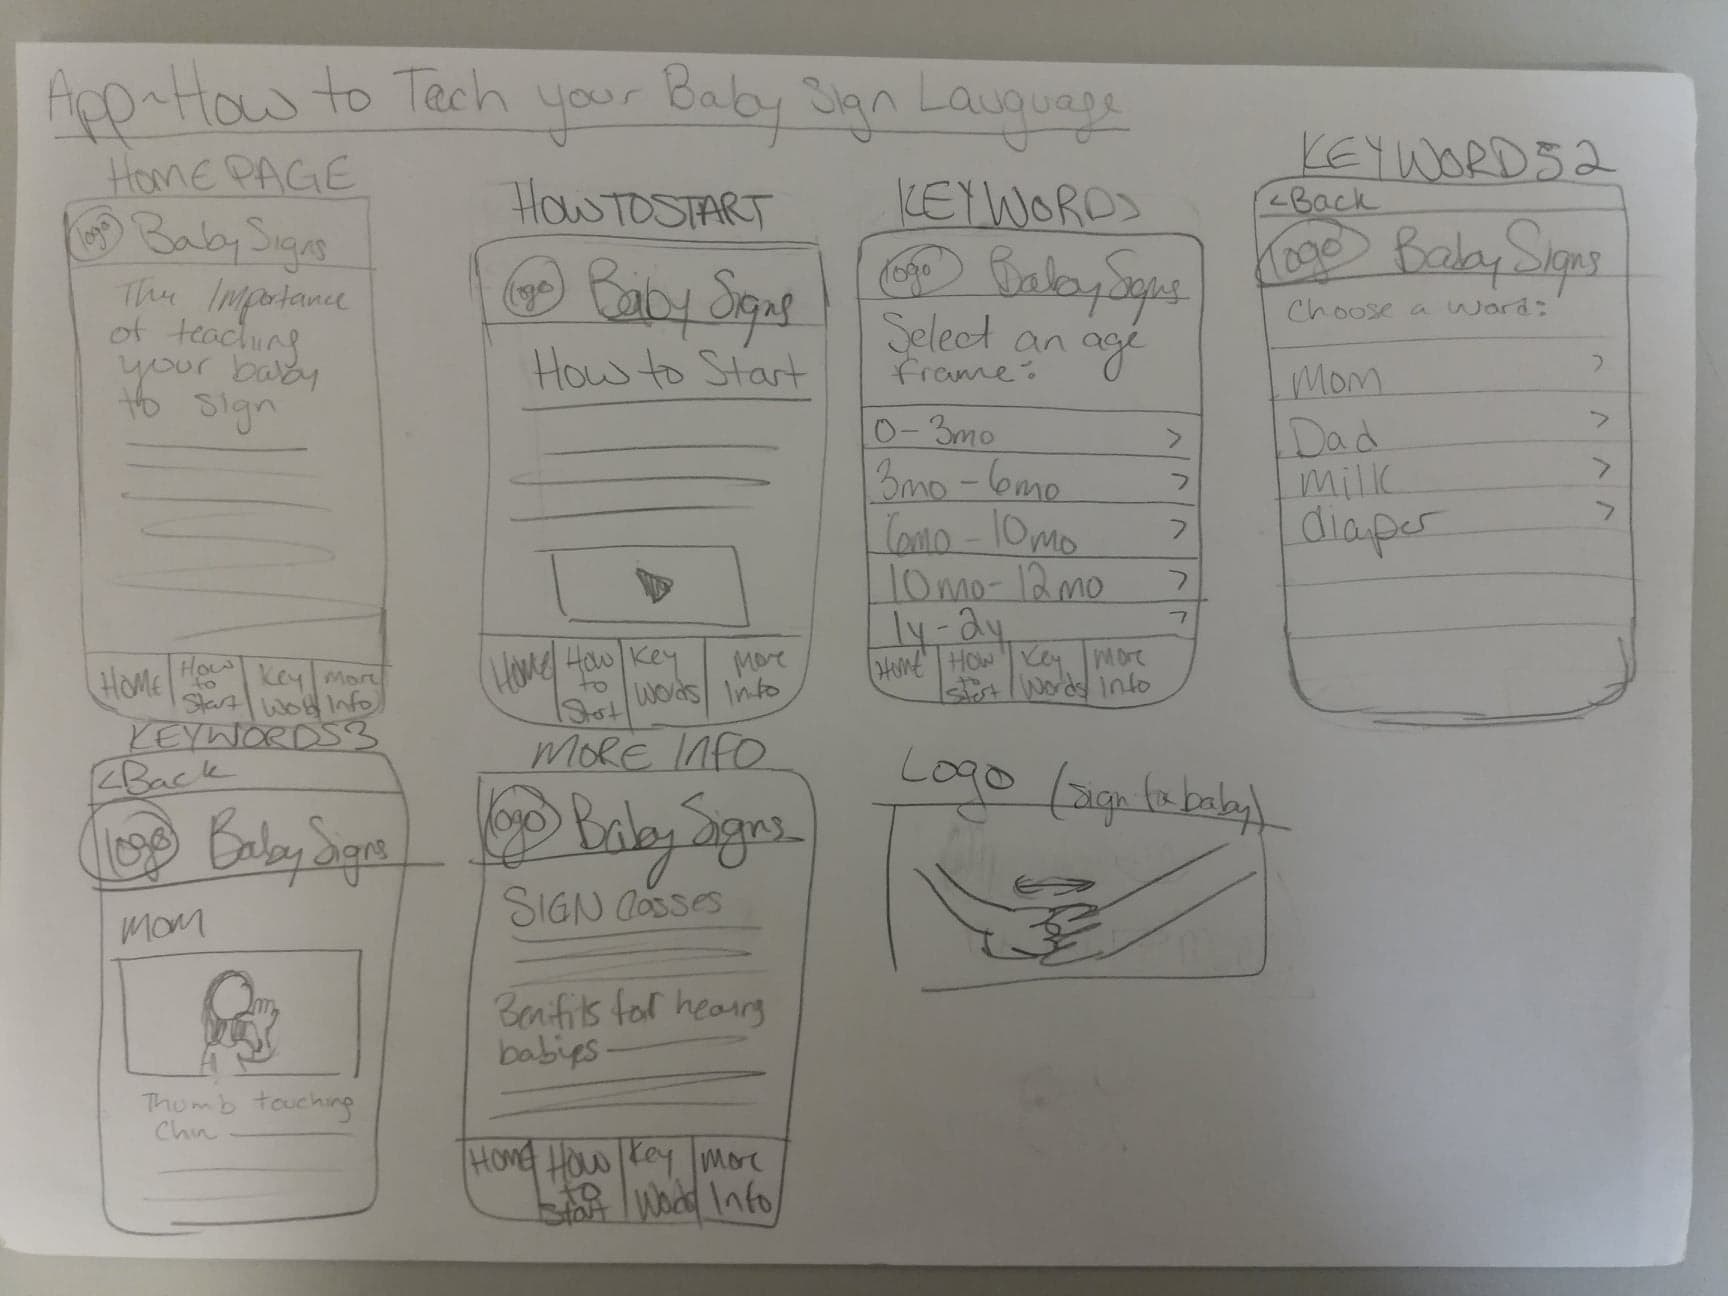 App~How to Tech your Baby Sign Lauguage
HOME PAGE
logo Baby Signs
The Importance
of teaching
your baby
to sign
Home
How
to
Start
Key
Word
More
Info
HOW TO START
logo Baby Signs
How to Start
Home
How
to
Start
Key
Words
More
Info
KEYWORDS
logo Baby Signs
Select an age
frame:
0-3mo >
3mo-6mo >
6mo-10mo >
10mo-12mo >
1y-2y >
Home
How
to
Start
Key
Words
More
Info
KEYWORDS 2
<Back
logo Baby Signs
Choose a word:
Mom >
Dad >
milk >
diaper >
KEYWORDS 3
<Back
logo Baby Signs
mom
Thumb touching
Chin
MORE INFO
logo Baby Signs
SIGN Classes
Benifits for hearing
babies
Home
How
to
Start
Key
Words
More
Info
Logo (sign for baby)